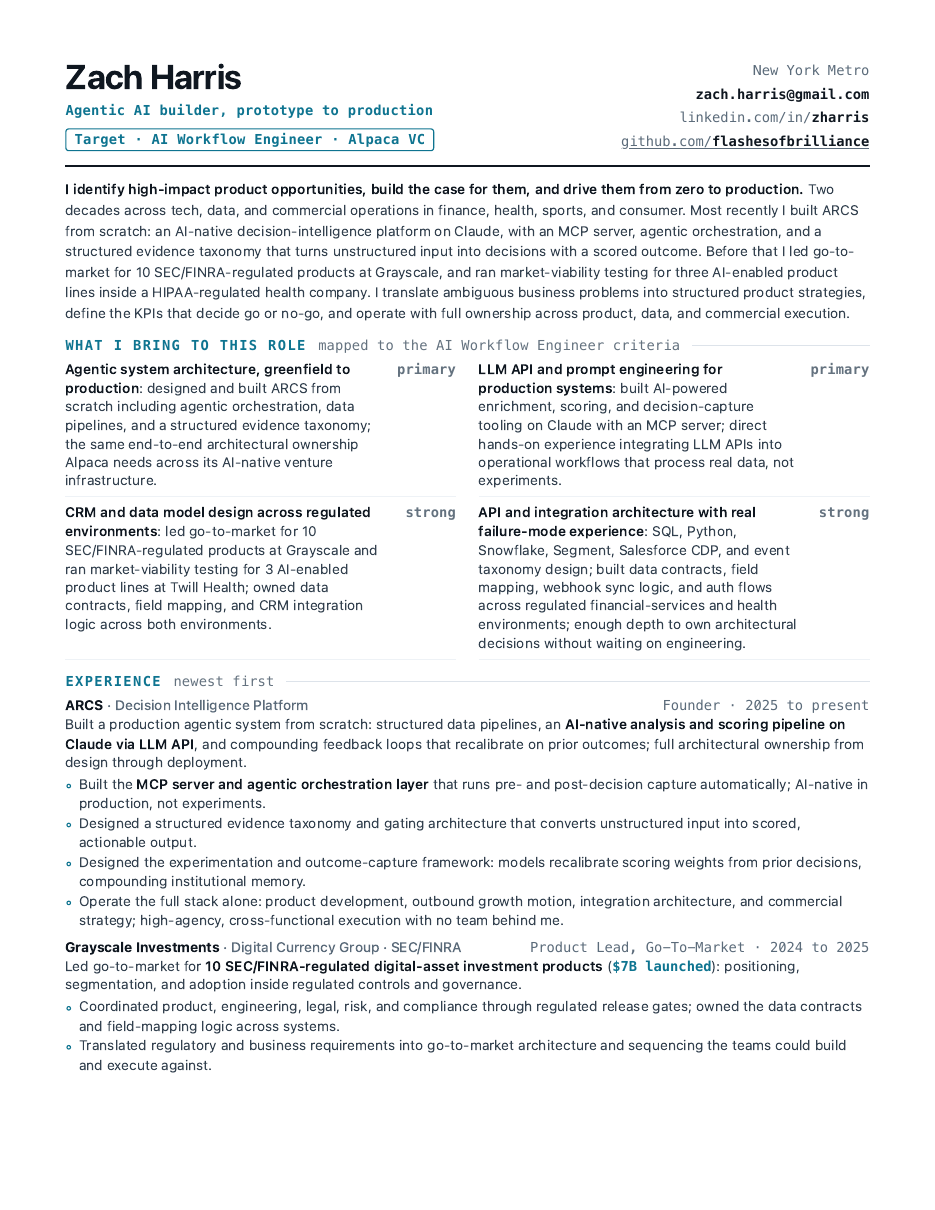 Zach Harris
Agentic AI builder, prototype to production
Target · AI Workflow Engineer · Alpaca VC
New York Metro
zach.harris@gmail.com
linkedin.com/in/zharris
github.com/flashesofbrilliance
I identify high-impact product opportunities, build the case for them, and drive them from zero to production. Two
decades across tech, data, and commercial operations in finance, health, sports, and consumer. Most recently I built ARCS
from scratch: an AI-native decision-intelligence platform on Claude, with an MCP server, agentic orchestration, and a
structured evidence taxonomy that turns unstructured input into decisions with a scored outcome. Before that I led go-to-
market for 10 SEC/FINRA-regulated products at Grayscale, and ran market-viability testing for three AI-enabled product
lines inside a HIPAA-regulated health company. I translate ambiguous business problems into structured product strategies,
define the KPIs that decide go or no-go, and operate with full ownership across product, data, and commercial execution.
WHAT I BRING TO THIS ROLE mapped to the AI Workflow Engineer criteria
Agentic system architecture, greenfield to primary
production: designed and built ARCS from
scratch including agentic orchestration, data
pipelines, and a structured evidence taxonomy;
the same end-to-end architectural ownership
Alpaca needs across its AI-native venture
infrastructure.
LLM API and prompt engineering for primary
production systems: built AI-powered
enrichment, scoring, and decision-capture
tooling on Claude with an MCP server; direct
hands-on experience integrating LLM APIs into
operational workflows that process real data, not
experiments.
CRM and data model design across regulated strong
environments: led go-to-market for 10
SEC/FINRA-regulated products at Grayscale and
ran market-viability testing for 3 AI-enabled
product lines at Twill Health; owned data
contracts, field mapping, and CRM integration
logic across both environments.
API and integration architecture with real strong
failure-mode experience: SQL, Python,
Snowflake, Segment, Salesforce CDP, and event
taxonomy design; built data contracts, field
mapping, webhook sync logic, and auth flows
across regulated financial-services and health
environments; enough depth to own architectural
decisions without waiting on engineering.
EXPERIENCE newest first
ARCS · Decision Intelligence Platform Founder · 2025 to present
Built a production agentic system from scratch: structured data pipelines, an AI-native analysis and scoring pipeline on
Claude via LLM API, and compounding feedback loops that recalibrate on prior outcomes; full architectural ownership from
design through deployment.
Built the MCP server and agentic orchestration layer that runs pre- and post-decision capture automatically; AI-native in
production, not experiments.
Designed a structured evidence taxonomy and gating architecture that converts unstructured input into scored,
actionable output.
Designed the experimentation and outcome-capture framework: models recalibrate scoring weights from prior decisions,
compounding institutional memory.
Operate the full stack alone: product development, outbound growth motion, integration architecture, and commercial
strategy; high-agency, cross-functional execution with no team behind me.
Grayscale Investments · Digital Currency Group · SEC/FINRA Product Lead, Go-To-Market · 2024 to 2025
Led go-to-market for 10 SEC/FINRA-regulated digital-asset investment products ($7B launched): positioning,
segmentation, and adoption inside regulated controls and governance.
Coordinated product, engineering, legal, risk, and compliance through regulated release gates; owned the data contracts
and field-mapping logic across systems.
Translated regulatory and business requirements into go-to-market architecture and sequencing the teams could build
and execute against.